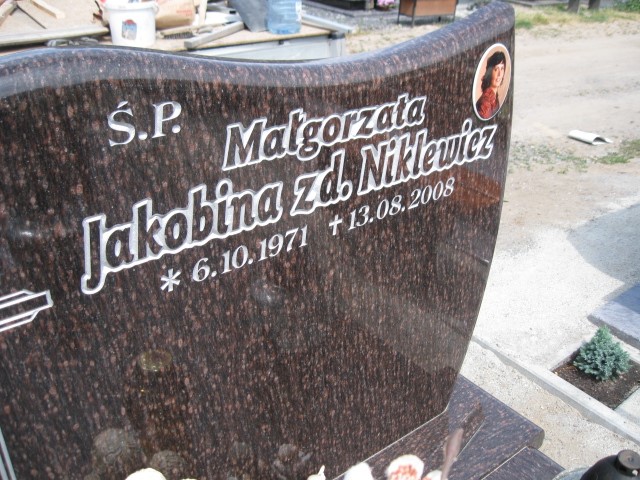 Ś.P.
Małgorzata
Jakobina zd. Niklewicz
* 6.10.1971 ✝ 13.08.2008